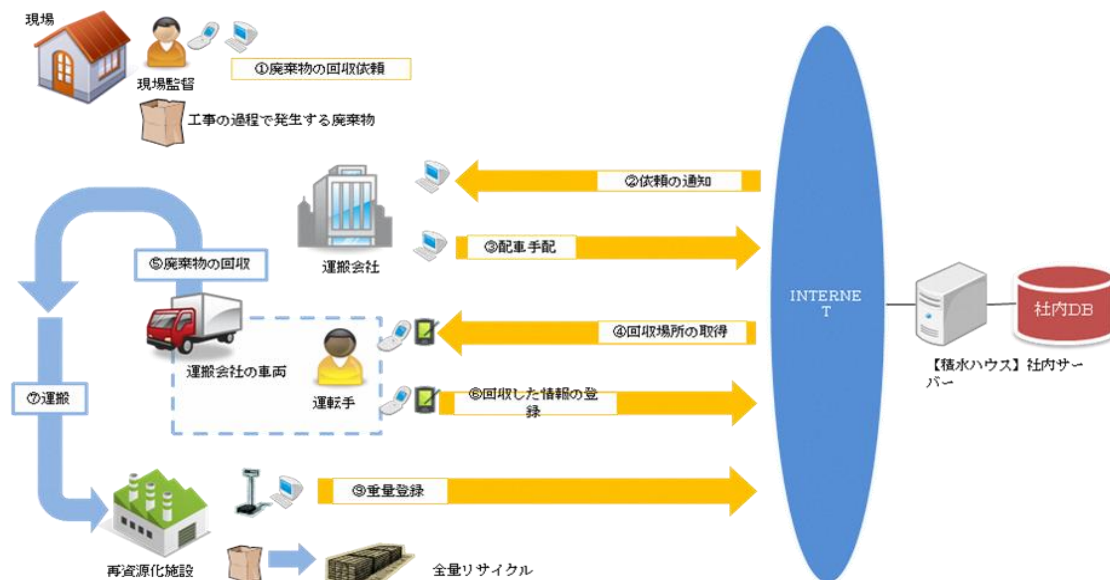 現場
現場監督
①廃棄物の回収依頼
工事の過程で発生する廃棄物
②依頼の通知
③配車手配
運搬会社
⑤廃棄物の回収
INTERNE
T
社内DB
④回収場所の取得
【積水ハウス】社内サー
バー
運搬会社の車両
⑦運搬
運転手
⑥回収した情報の登
録
⑨重量登録
再資源化施設
全量リサイクル